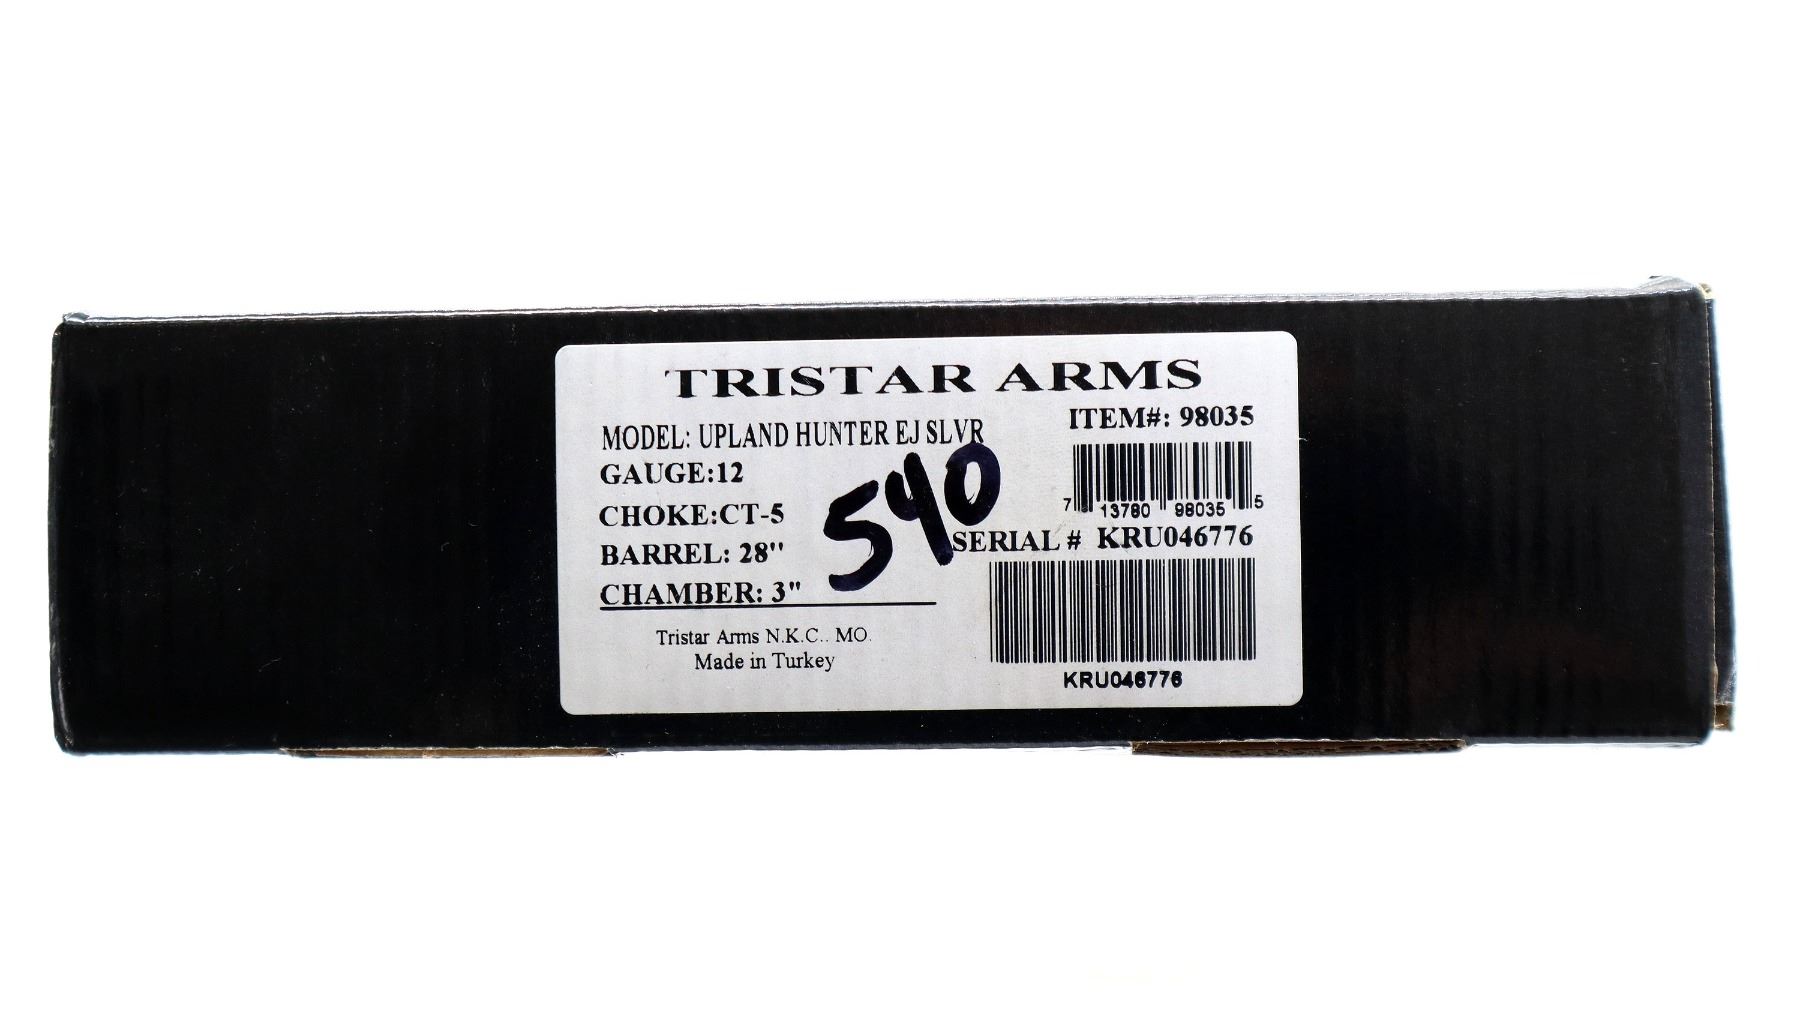 TRISTAR ARMS
MODEL: UPLAND HUNTER EJ SLVR
GAUGE:12
CHOKE:CT-5
BARREL: 28"
CHAMBER: 3"
Tristar Arms N.K.C.. MO.
Made in Turkey
540
ITEM#: 98035
7 13780 98035 5
SERIAL # KRU046776
KRU046776